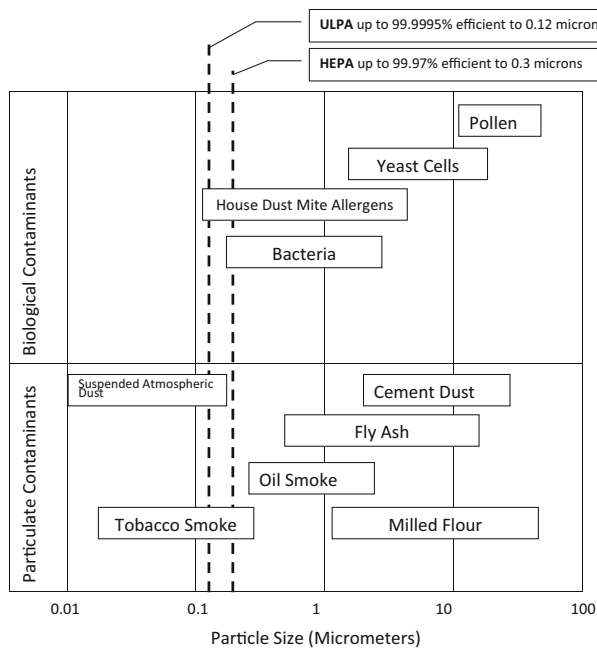 ULPA up to 99.9995% efficient to 0.12 micron
HEPA up to 99.97% efficient to 0.3 microns
Biological Contaminants
Pollen
Yeast Cells
House Dust Mite Allergens
Bacteria
Particulate Contaminants
Suspended Atmospheric
Dust
Cement Dust
Fly Ash
Oil Smoke
Tobacco Smoke
Milled Flour
0.01 0.1 1 10 100
Particle Size (Micrometers)